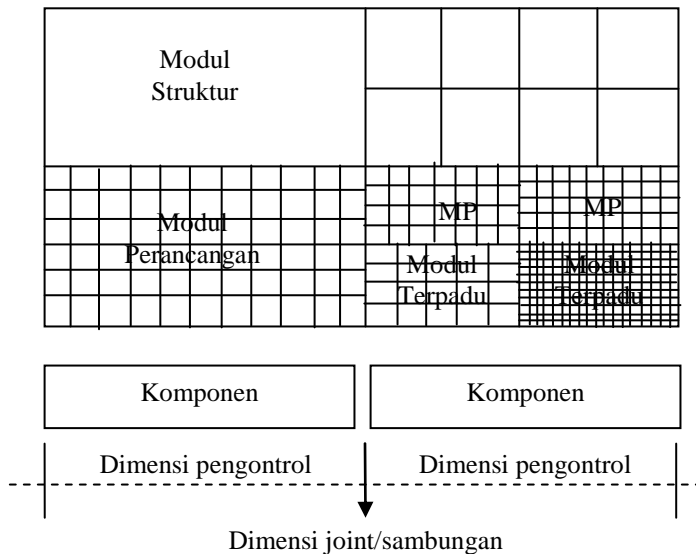 Modul
Struktur
MP
MP
Modul
Perancangan
Modul
Terpadu
Modul
Terpadu
Komponen
Komponen
Dimensi pengontrol
Dimensi pengontrol
Dimensi joint/sambungan